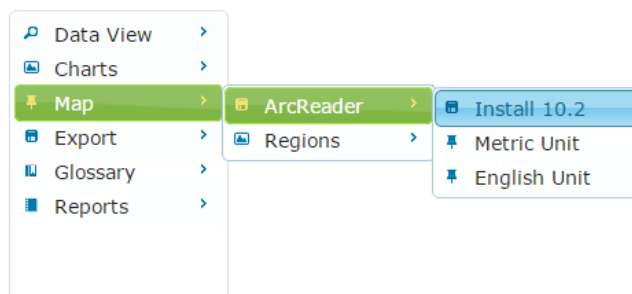 Data View
Charts
Map
Export
Glossary
Reports
ArcReader
Regions
Install 10.2
Metric Unit
English Unit